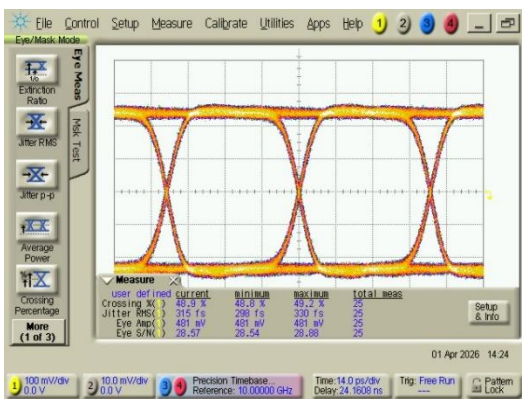 File Control Setup Measure Calibrate Utilities Apps Help 1 2 3 4
Eye/Mask Mode
Extinction
Ratio
Jitter RMS
Jitter p-p
Average
Power
Crossing
Percentage
More
(1 of 3)
Eye Meas
Msk Test
Measure
user defined current minimum maximum total meas
Crossing %( ) 48.9 % 48.8 % 49.2 % 25
Jitter RMS( ) 315 fs 298 fs 330 fs 25
Eye Amp( ) 481 mV 481 mV 481 mV 25
Eye S/N( ) 28.57 28.54 28.88 25
Setup
& Info
01 Apr 2026 14:24
1 100 mV/div
0.0 V
2 10.0 mV/div
0.0 V
3 4 Precision Timebase...
Reference: 10.00000 GHz
Time:14.0 ps/div
Delay:24.1608 ns
Trig: Free Run
---
Pattern
Lock